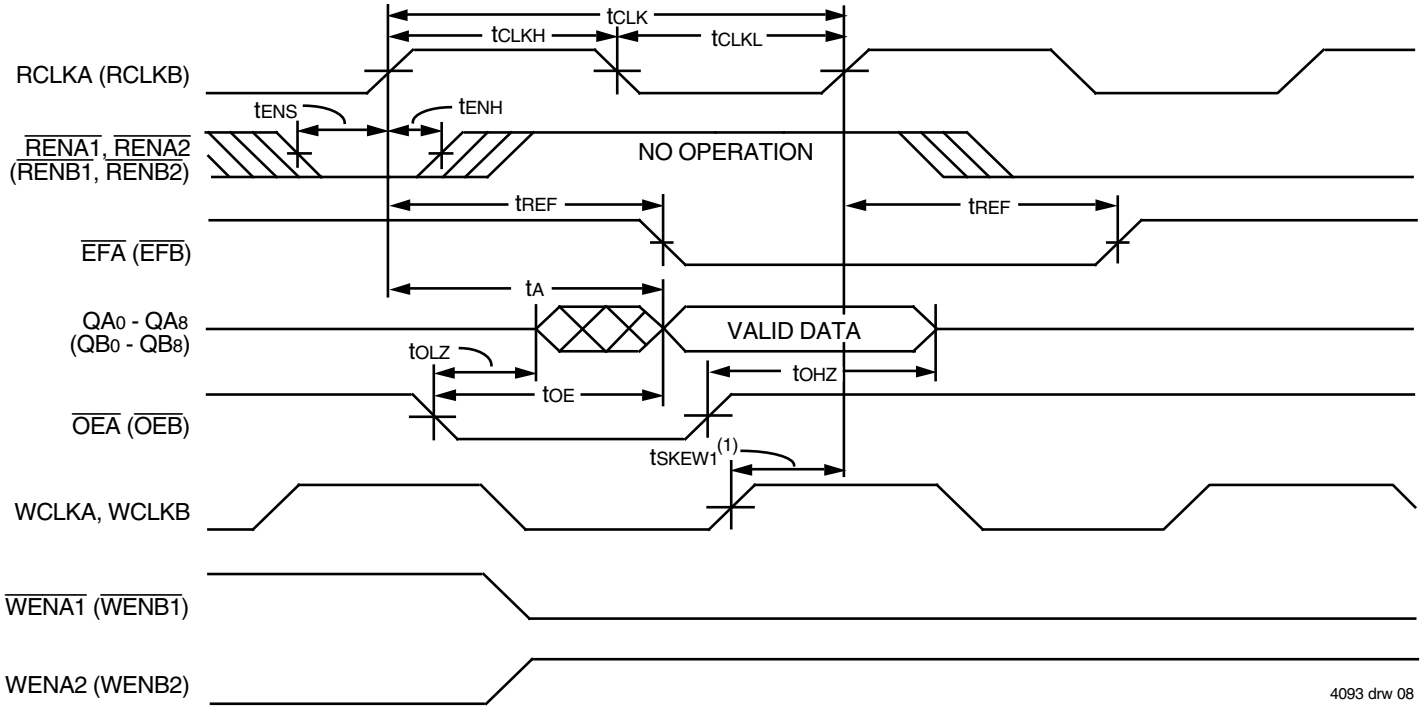 tCLK
tCLKH
tCLKL
RCLKA (RCLKB)
tENS
tENH
RENA1, RENA2
(RENB1, RENB2)
NO OPERATION
tREF
tREF
EFA (EFB)
tA
QA0 - QA8
(QB0 - QB8)
VALID DATA
tOLZ
tOHZ
tOE
OEA (OEB)
tSKEW1(1)
WCLKA, WCLKB
WENA1 (WENB1)
WENA2 (WENB2)
4093 drw 08